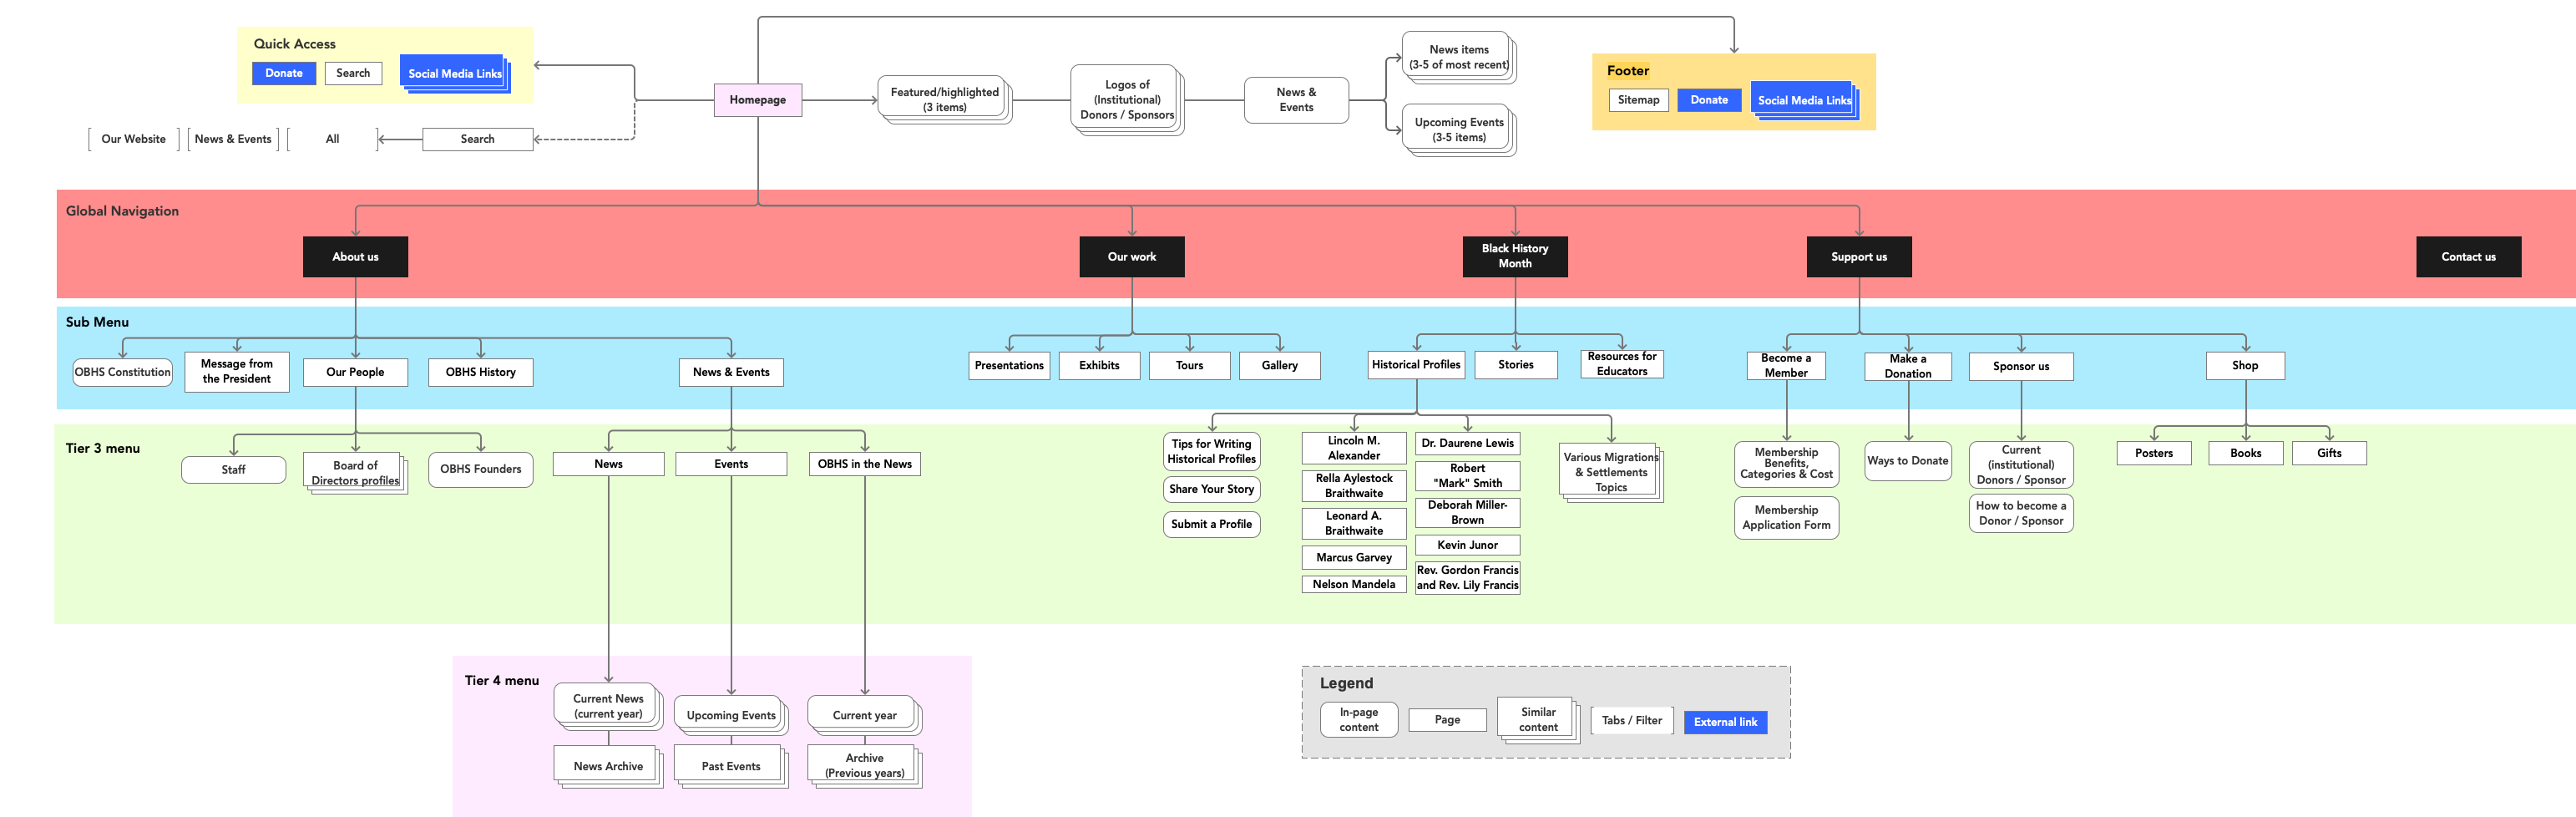 Quick Access
Donate
Search
Social Media Links
Our Website
News & Events
All
Search
Homepage
Featured/highlighted
(3 items)
Logos of
(Institutional)
Donors / Sponsors
News &
Events
News items
(3-5 of most recent)
Upcoming Events
(3-5 items)
Footer
Sitemap
Donate
Social Media Links
Global Navigation
About us
Our work
Black History
Month
Support us
Contact us
Sub Menu
OBHS Constitution
Message from
the President
Our People
OBHS History
News & Events
Presentations
Exhibits
Tours
Gallery
Historical Profiles
Stories
Resources for
Educators
Become a
Member
Make a
Donation
Sponsor us
Shop
Tier 3 menu
Staff
Board of
Directors profiles
OBHS Founders
News
Events
OBHS in the News
Tips for Writing
Historical Profiles
Share Your Story
Submit a Profile
Lincoln M.
Alexander
Rella Aylestock
Braithwaite
Leonard A.
Braithwaite
Marcus Garvey
Nelson Mandela
Dr. Daurene Lewis
Robert
"Mark" Smith
Deborah Miller-
Brown
Kevin Junor
Rev. Gordon Francis
and Rev. Lily Francis
Various Migrations
& Settlements
Topics
Membership
Benefits,
Categories & Cost
Membership
Application Form
Ways to Donate
Current
(institutional)
Donors / Sponsor
How to become a
Donor / Sponsor
Posters
Books
Gifts
Tier 4 menu
Current News
(current year)
News Archive
Upcoming Events
Past Events
Current year
Archive
(Previous years)
Legend
In-page
content
Page
Similar
content
Tabs / Filter
External link